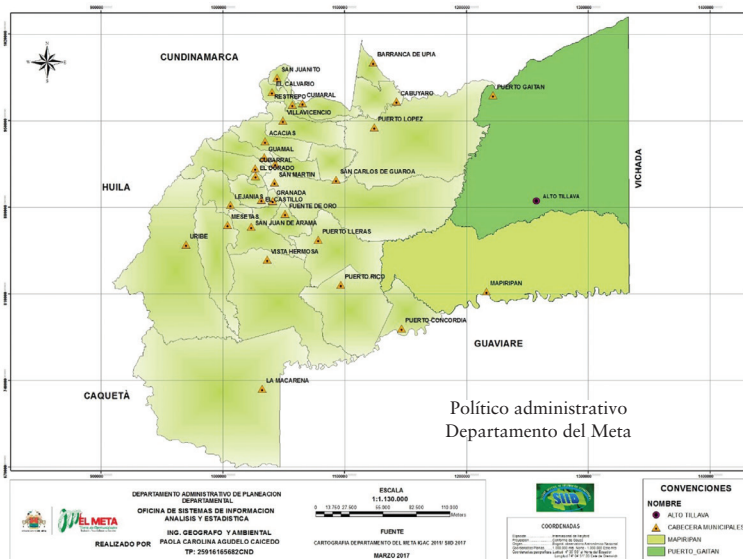 CUNDINAMARCA
BARRANCA DE UPIA
SAN JUANITO
EL CALVARIO
RESTREPO
CUMARAL
CABUYARO
PUERTO GAITAN
VILLAVICENCIO
PUERTO LOPEZ
ACACIAS
GUAMAL
CUBARRAL
EL DORADO
SAN MARTIN
SAN CARLOS DE GUAROA
VICHADA
HUILA
GRANADA
LEJANIAS
EL CASTILLO
ALTO TILLAVA
FUENTE DE ORO
MESETAS
SAN JUAN DE ARAMA
URIBE
PUERTO LLERAS
VISTA HERMOSA
PUERTO RICO
MAPIRIPAN
PUERTO CONCORDIA
GUAVIARE
LA MACARENA
CAQUETÀ
Político administrativo
Departamento del Meta
EL META
REALIZADO POR
DEPARTAMENTO ADMINISTRATIVO DE PLANEACION
DEPARTAMENTAL
OFICINA DE SISTEMAS DE INFORMACION
ANALISIS Y ESTADISTICA
ING. GEOGRAFO Y AMBIENTAL
PAOLA CAROLINA AGUDELO CAICEDO
TP: 25916165682CND
ESCALA
1:1.130.000
Meters
FUENTE
CARTOGRAFIA DEPARTAMENTO DEL META IGAC 2011/ SIID 2017
MARZO 2017
SIID
COORDENADAS
CONVENCIONES
NOMBRE
ALTO TILLAVA
CABECERA MUNICIPALES
MAPIRIPAN
PUERTO_GAITAN